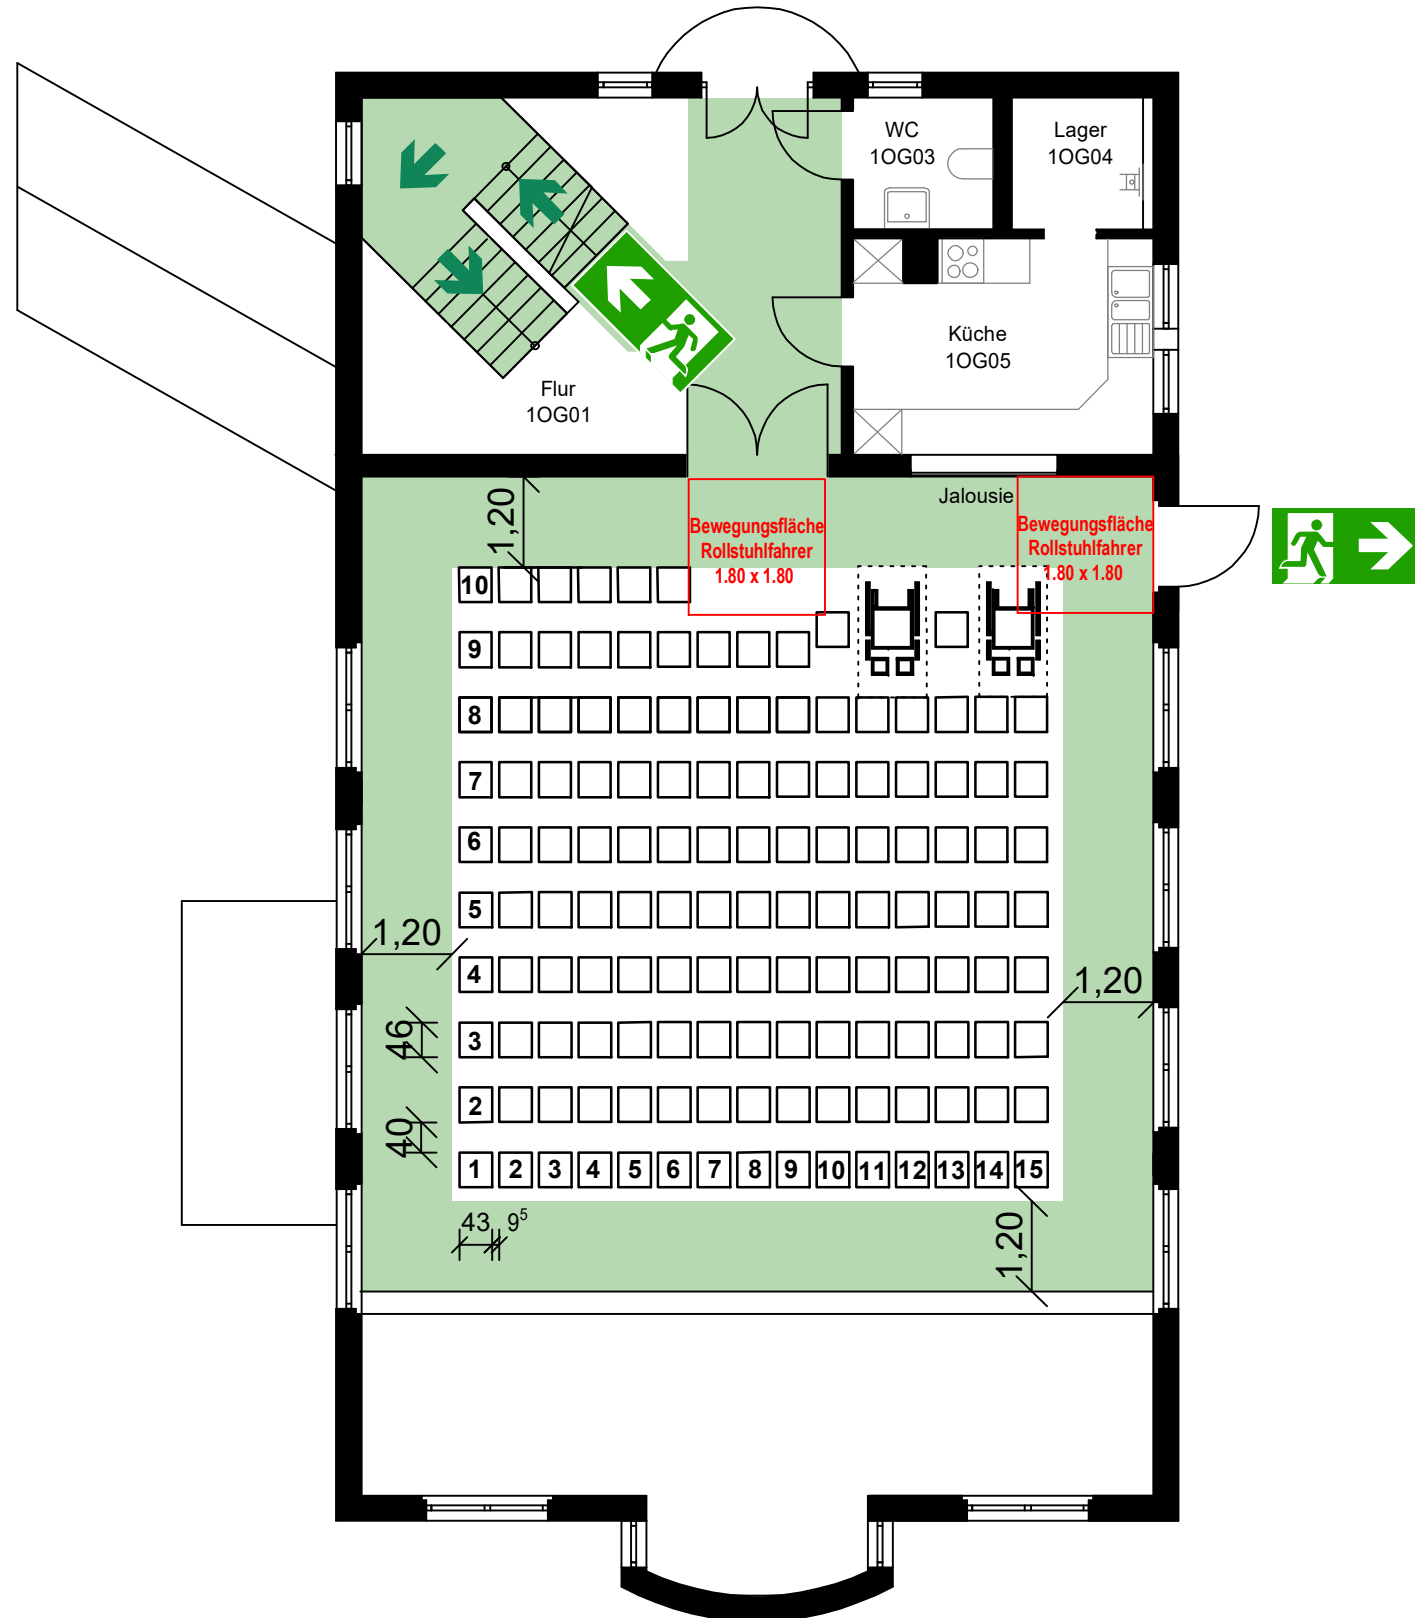 WC
1OG03
Lager
1OG04
Küche
1OG05
Flur
1OG01
1,20
Jalousie
Bewegungsfläche
Rollstuhlfahrer
1.80 x 1.80
Bewegungsfläche
Rollstuhlfahrer
1.80 x 1.80
10
9
8
7
6
5
1,20
4
1,20
46
3
2
40
1 2 3 4 5 6 7 8 9 10 11 12 13 14 15
43 9⁵
1,20